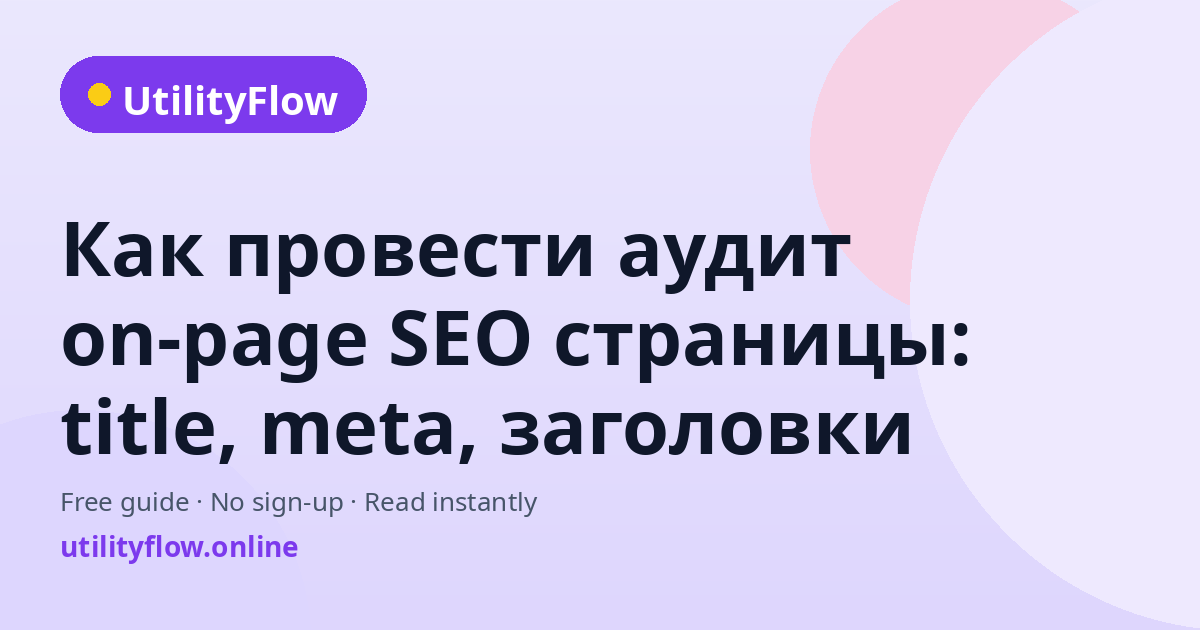 UtilityFlow
Как провести аудит
on-page SEO страницы:
title, meta, заголовки
Free guide · No sign-up · Read instantly
utilityflow.online